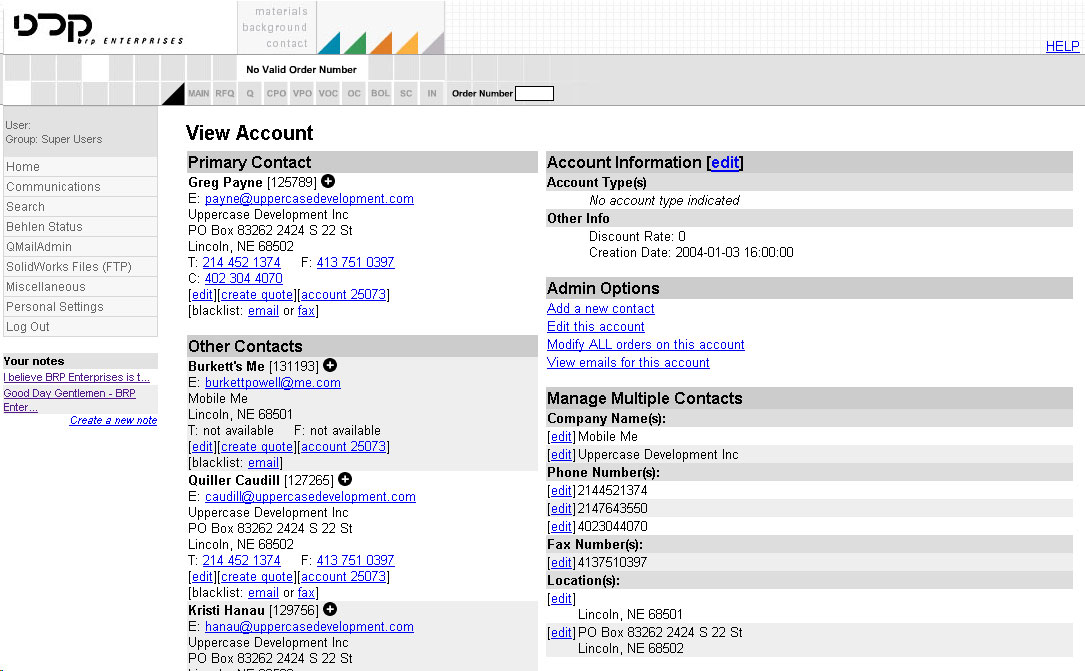 brp ENTERPRISES
materials
background
contact
HELP
No Valid Order Number
MAIN RFQ Q CPO VPO VOC OC BOL SC IN Order Number
User:
Group: Super Users
Home
Communications
Search
Behlen Status
QMailAdmin
SolidWorks Files (FTP)
Miscellaneous
Personal Settings
Log Out
Your notes
I believe BRP Enterprises is t...
Good Day Gentlemen - BRP
Enter...
Create a new note
View Account
Primary Contact
Greg Payne [125789]
E: payne@uppercasedevelopment.com
Uppercase Development Inc
PO Box 83262 2424 S 22 St
Lincoln, NE 68502
T: 214 452 1374 F: 413 751 0397
C: 402 304 4070
[edit][create quote][account 25073]
[blacklist: email or fax]
Other Contacts
Burkett's Me [131193]
E: burkettpowell@me.com
Mobile Me
Lincoln, NE 68501
T: not available F: not available
[edit][create quote][account 25073]
[blacklist: email]
Quiller Caudill [127265]
E: caudill@uppercasedevelopment.com
Uppercase Development Inc
PO Box 83262 2424 S 22 St
Lincoln, NE 68502
T: 214 452 1374 F: 413 751 0397
[edit][create quote][account 25073]
[blacklist: email or fax]
Kristi Hanau [129756]
E: hanau@uppercasedevelopment.com
Uppercase Development Inc
PO Box 83262 2424 S 22 St
Account Information [edit]
Account Type(s)
No account type indicated
Other Info
Discount Rate: 0
Creation Date: 2004-01-03 16:00:00
Admin Options
Add a new contact
Edit this account
Modify ALL orders on this account
View emails for this account
Manage Multiple Contacts
Company Name(s):
[edit] Mobile Me
[edit] Uppercase Development Inc
Phone Number(s):
[edit] 2144521374
[edit] 2147643550
[edit] 4023044070
Fax Number(s):
[edit] 4137510397
Location(s):
[edit]
Lincoln, NE 68501
[edit] PO Box 83262 2424 S 22 St
Lincoln, NE 68502